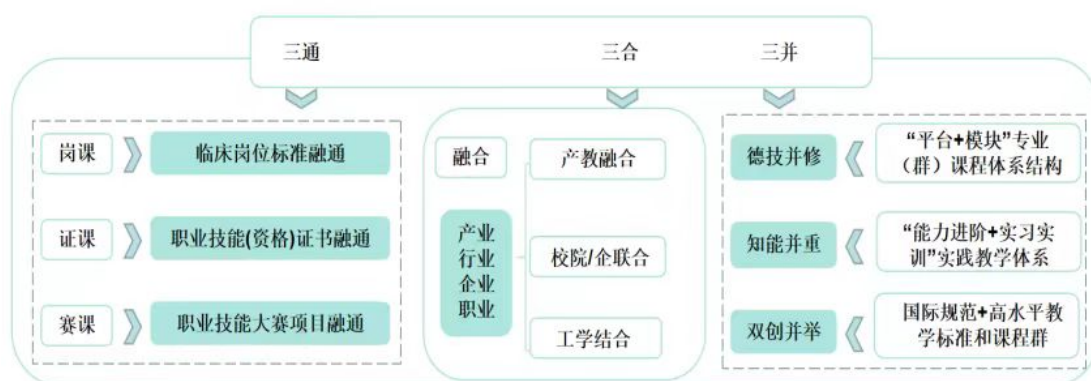 三通
三合
三并
岗课
临床岗位标准融通
证课
职业技能(资格)证书融通
赛课
职业技能大赛项目融通
融合
产业
行业
企业
职业
产教融合
校院/企联合
工学结合
德技并修
“平台+模块”专业
（群）课程体系结构
知能并重
“能力进阶+实习实
训”实践教学体系
双创并举
国际规范+高水平教
学标准和课程群